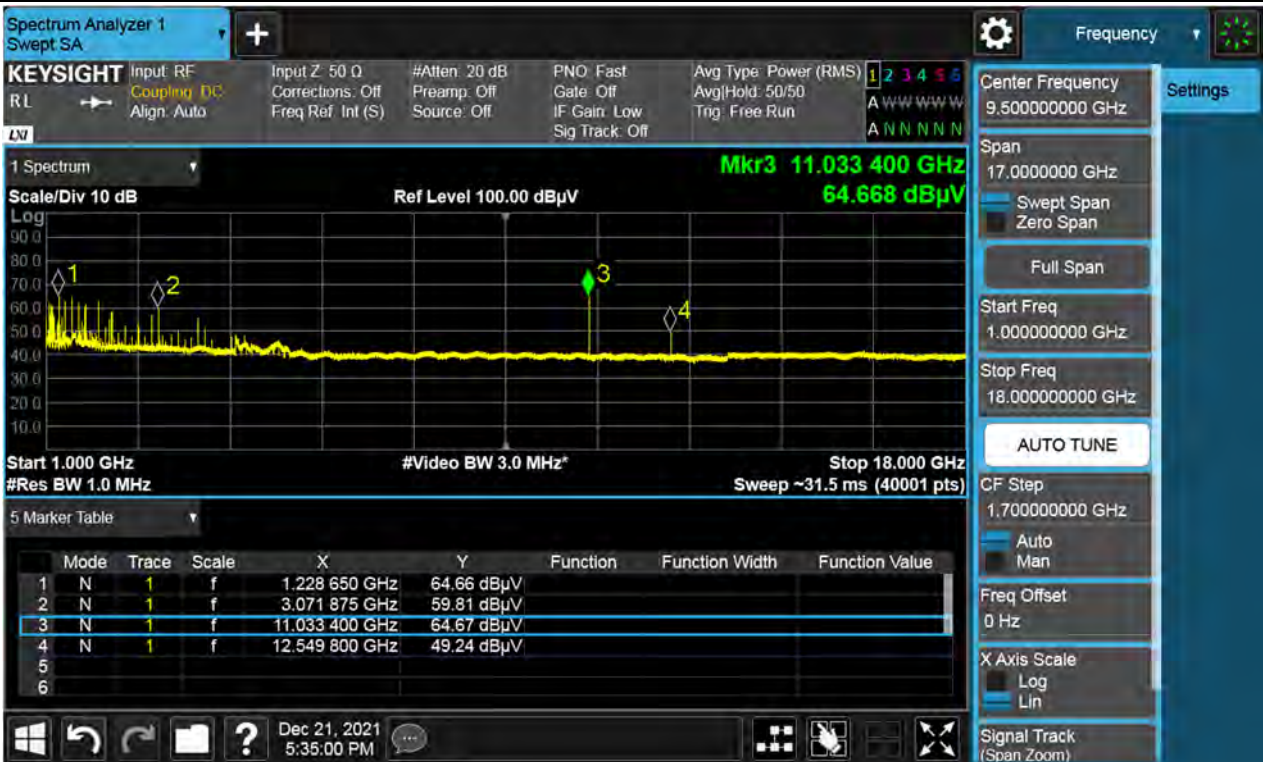 Spectrum Analyzer 1
Swept SA
+
Frequency
KEYSIGHT
RL
LXI
Input: RF
Coupling: DC
Align: Auto
Input Z: 50 Ω
Corrections: Off
Freq Ref: Int (S)
#Atten: 20 dB
Preamp: Off
Source: Off
PNO: Fast
Gate: Off
IF Gain: Low
Sig Track: Off
Avg Type: Power (RMS)
Avg|Hold: 50/50
Trig: Free Run
1 2 3 4 5 6
A W W W W W
A N N N N N
1 Spectrum
Scale/Div 10 dB
Ref Level 100.00 dBµV
Mkr3 11.033 400 GHz
64.668 dBµV
Log
90.0
80.0
70.0
60.0
50.0
40.0
30.0
20.0
10.0
1
2
3
4
Start 1.000 GHz
#Video BW 3.0 MHz*
Stop 18.000 GHz
#Res BW 1.0 MHz
Sweep ~31.5 ms (40001 pts)
5 Marker Table
Mode Trace Scale X Y Function Function Width Function Value
1 N 1 f 1.228 650 GHz 64.66 dBµV
2 N 1 f 3.071 875 GHz 59.81 dBµV
3 N 1 f 11.033 400 GHz 64.67 dBµV
4 N 1 f 12.549 800 GHz 49.24 dBµV
5
6
?
Dec 21, 2021
5:35:00 PM
Settings
Center Frequency
9.500000000 GHz
Span
17.0000000 GHz
Swept Span
Zero Span
Full Span
Start Freq
1.000000000 GHz
Stop Freq
18.000000000 GHz
AUTO TUNE
CF Step
1.700000000 GHz
Auto
Man
Freq Offset
0 Hz
X Axis Scale
Log
Lin
Signal Track
(Span Zoom)